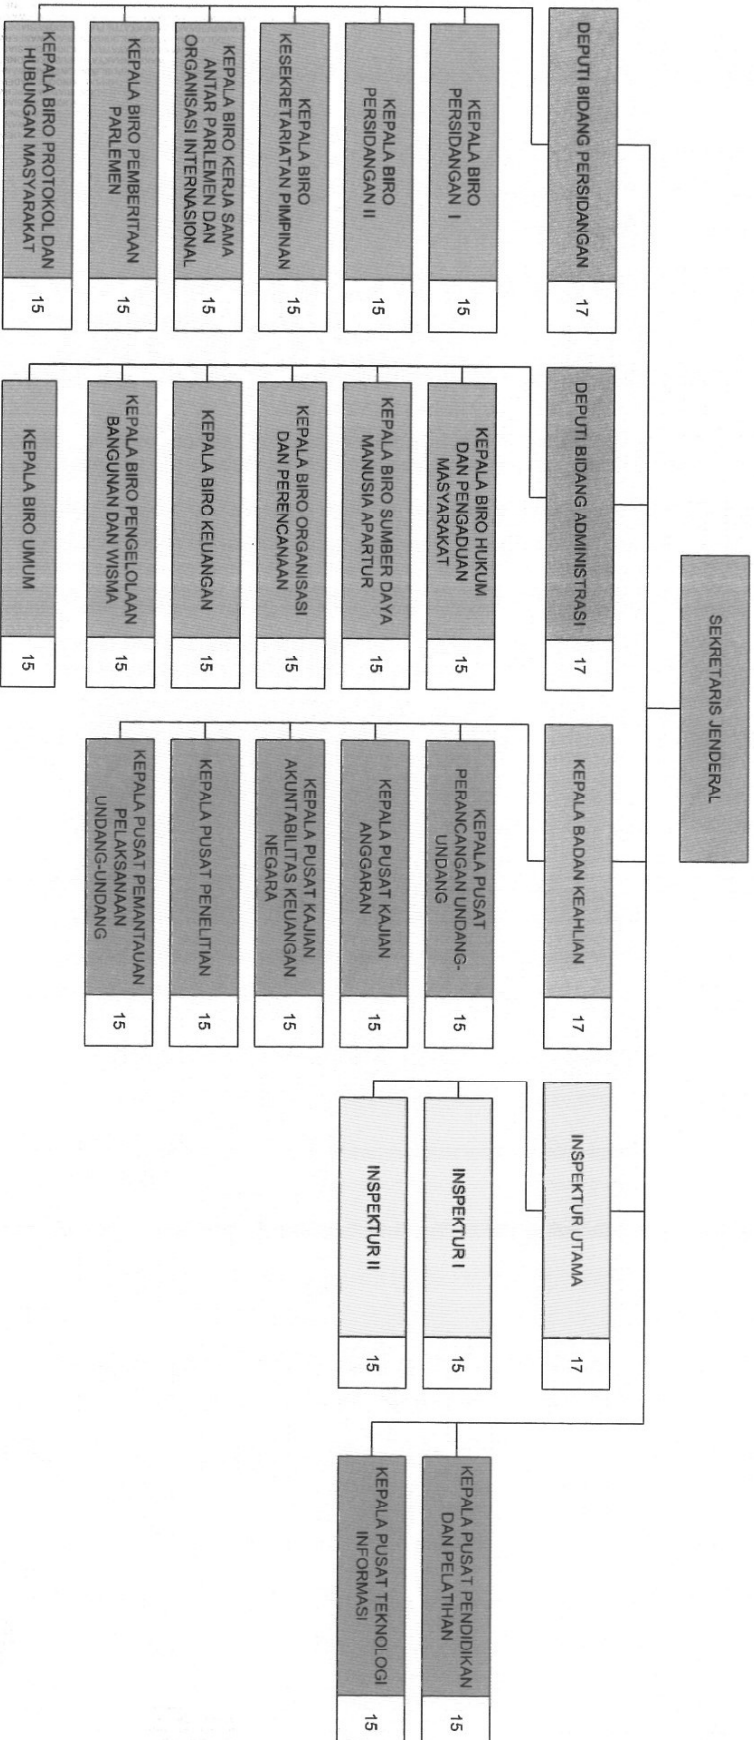 SEKRETARIS JENDERAL
DEPUTI BIDANG PERSIDANGAN
17
KEPALA BIRO
PERSIDANGAN I
15
KEPALA BIRO
PERSIDANGAN II
15
KEPALA BIRO
KESEKRETARIATAN PIMPINAN
15
KEPALA BIRO KERJA SAMA
ANTAR PARLEMEN DAN
ORGANISASI INTERNASIONAL
15
KEPALA BIRO PEMBERITAAN
PARLEMEN
15
KEPALA BIRO PROTOKOL DAN
HUBUNGAN MASYARAKAT
15
DEPUTI BIDANG ADMINISTRASI
17
KEPALA BIRO HUKUM
DAN PENGADUAN
MASYARAKAT
15
KEPALA BIRO SUMBER DAYA
MANUSIA APARTUR
15
KEPALA BIRO ORGANISASI
DAN PERENCANAAN
15
KEPALA BIRO KEUANGAN
15
KEPALA BIRO PENGELOLAAN
BANGUNAN DAN WISMA
15
KEPALA BIRO UMUM
15
KEPALA BADAN KEAHLIAN
17
KEPALA PUSAT
PERANCANGAN UNDANG-
UNDANG
15
KEPALA PUSAT KAJIAN
ANGGARAN
15
KEPALA PUSAT KAJIAN
AKUNTABILITAS KEUANGAN
NEGARA
15
KEPALA PUSAT PENELITIAN
15
KEPALA PUSAT PEMANTAUAN
PELAKSANAAN
UNDANG-UNDANG
15
INSPEKTUR UTAMA
17
INSPEKTUR I
15
INSPEKTUR II
15
KEPALA PUSAT PENDIDIKAN
DAN PELATIHAN
15
KEPALA PUSAT TEKNOLOGI
INFORMASI
15